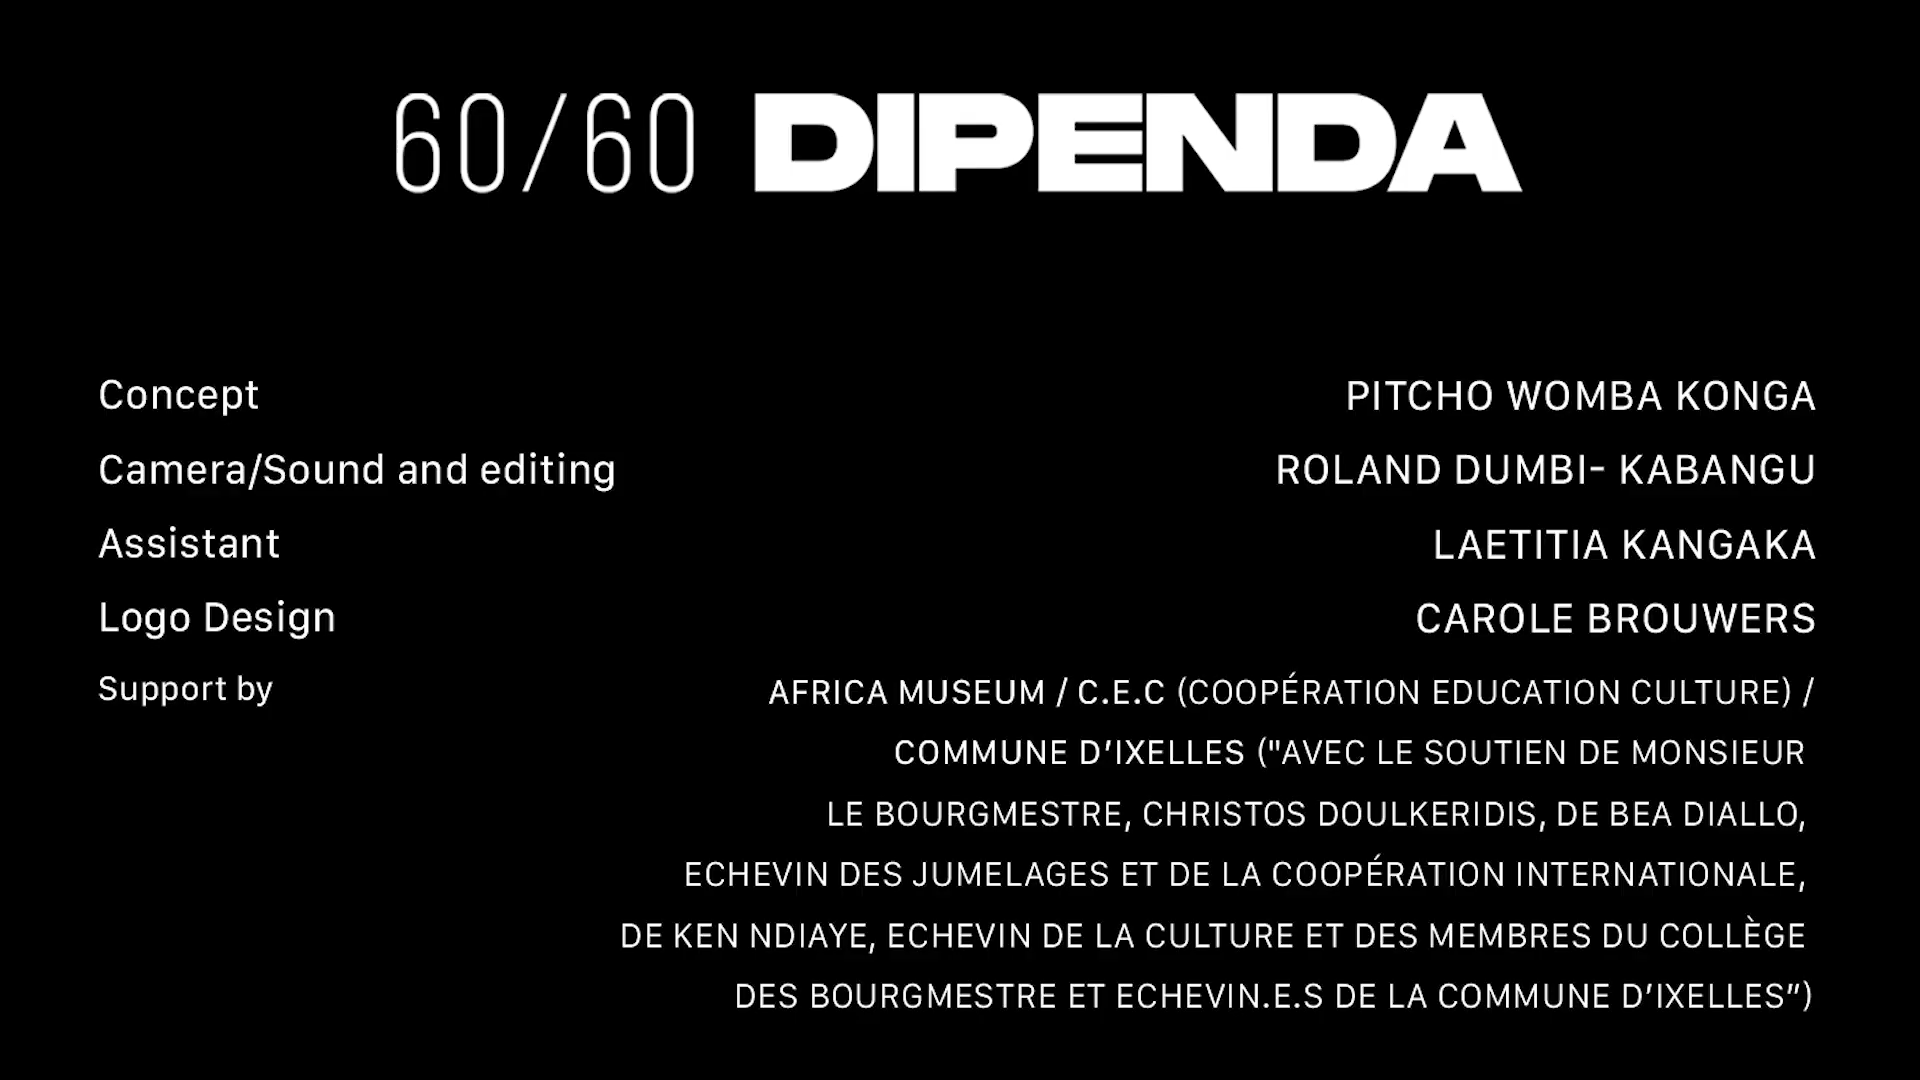 60/60 DIPENDA
Concept PITCHO WOMBA KONGA
Camera/Sound and editing ROLAND DUMBI- KABANGU
Assistant LAETITIA KANGAKA
Logo Design CAROLE BROUWERS
Support by AFRICA MUSEUM / C.E.C (COOPÉRATION EDUCATION CULTURE) /
COMMUNE D’IXELLES ("AVEC LE SOUTIEN DE MONSIEUR
LE BOURGMESTRE, CHRISTOS DOULKERIDIS, DE BEA DIALLO,
ECHEVIN DES JUMELAGES ET DE LA COOPÉRATION INTERNATIONALE,
DE KEN NDIAYE, ECHEVIN DE LA CULTURE ET DES MEMBRES DU COLLÈGE
DES BOURGMESTRE ET ECHEVIN.E.S DE LA COMMUNE D’IXELLES”)